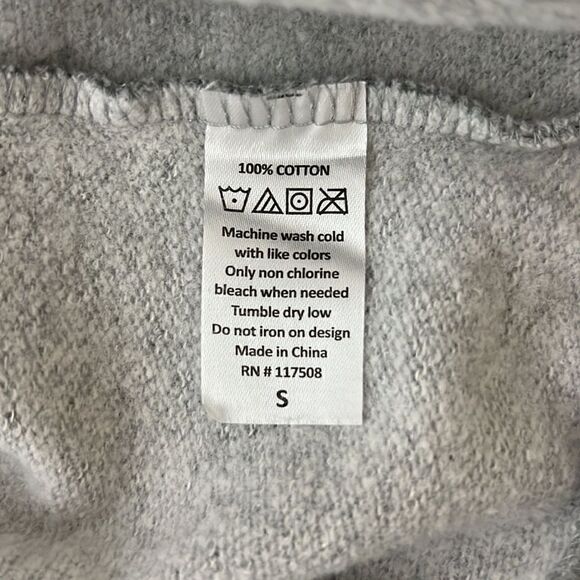 100% COTTON
Machine wash cold
with like colors
Only non chlorine
bleach when needed
Tumble dry low
Do not iron on design
Made in China
RN # 117508
S